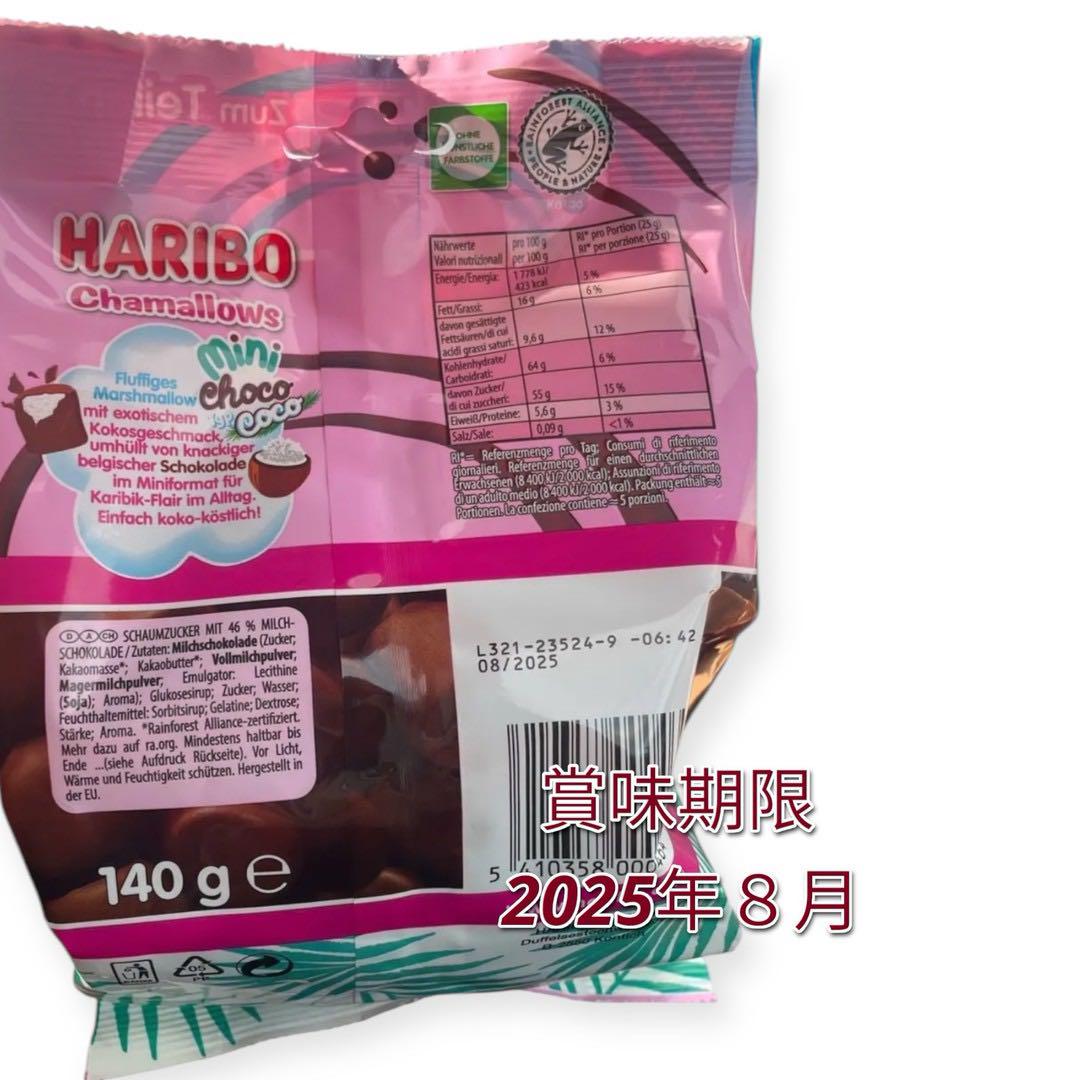 Zum Teil
OHNE
KÜNSTLICHE
FARBSTOFFE
RAINFOREST ALLIANCE
PEOPLE & NATURE
Kakao
HARIBO
Chamallows
mini
choco
coco
Fluffiges
Marshmallow
mit exotischem
Kokosgeschmack,
umhüllt von knackiger
belgischer Schokolade
im Miniformat für
Karibik-Flair im Alltag.
Einfach koko-köstlich!
Nährwerte pro 100 g RI* pro Portion (25 g)
Valori nutrizionali per 100 g RI* per porzione (25 g)
Energie/Energia: 1 778 kJ/ 5 %
423 kcal
Fett/Grassi: 16 g 6 %
davon gesättigte
Fettsäuren/di cui
acidi grassi saturi: 9,6 g 12 %
Kohlenhydrate/
Carboidrati: 64 g 6 %
davon Zucker/
di cui zuccheri: 55 g 15 %
Eiweiß/Proteine: 5,6 g 3 %
Salz/Sale: 0,09 g <1 %
RI*= Referenzmenge pro Tag; Consumi di riferimento
giornalieri. Referenzmenge für einen durchschnittlichen
Erwachsenen (8 400 kJ/2 000 kcal); Assunzioni di riferimento
di un adulto medio (8 400 kJ/2 000 kcal). Packung enthält ≈ 5
Portionen. La confezione contiene ≈ 5 porzioni.
D A CH SCHAUMZUCKER MIT 46 % MILCH-
SCHOKOLADE / Zutaten: Milchschokolade (Zucker;
Kakaomasse*; Kakaobutter*; Vollmilchpulver;
Magermilchpulver; Emulgator: Lecithine
(Soja); Aroma); Glukosesirup; Zucker; Wasser;
Feuchthaltemittel: Sorbitsirup; Gelatine; Dextrose;
Stärke; Aroma. *Rainforest Alliance-zertifiziert.
Mehr dazu auf ra.org. Mindestens haltbar bis
Ende ...(siehe Aufdruck Rückseite). Vor Licht,
Wärme und Feuchtigkeit schützen. Hergestellt in
der EU.
L321-23524-9 -06:42
08/2025
賞味期限
5 410358 000
2025年８月
140 g e
B-2550 Kontich
05